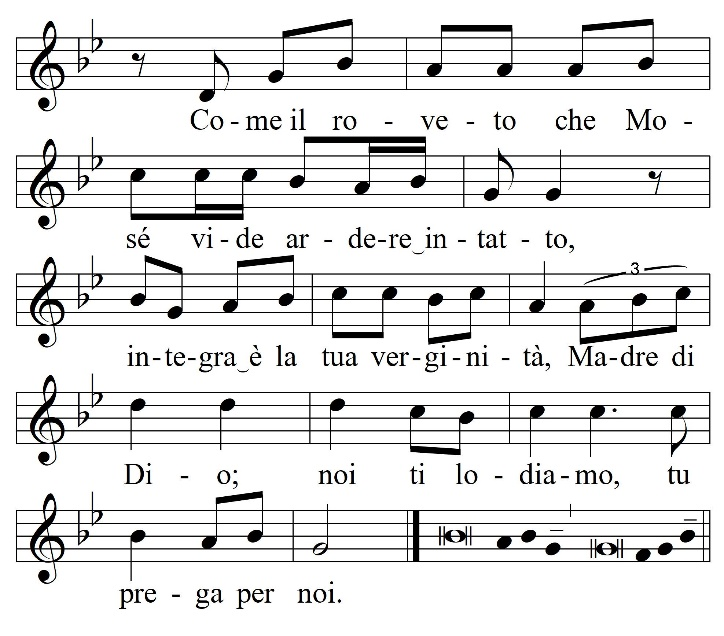 Co - me il ro - ve - to che Mo -
sé vi - de ar - de - re‿in - tat - to,
3
in - te - gra‿è la tua ver - gi - ni - tà, Ma - dre di
Di - o; noi ti lo - dia - mo, tu
pre - ga per noi.